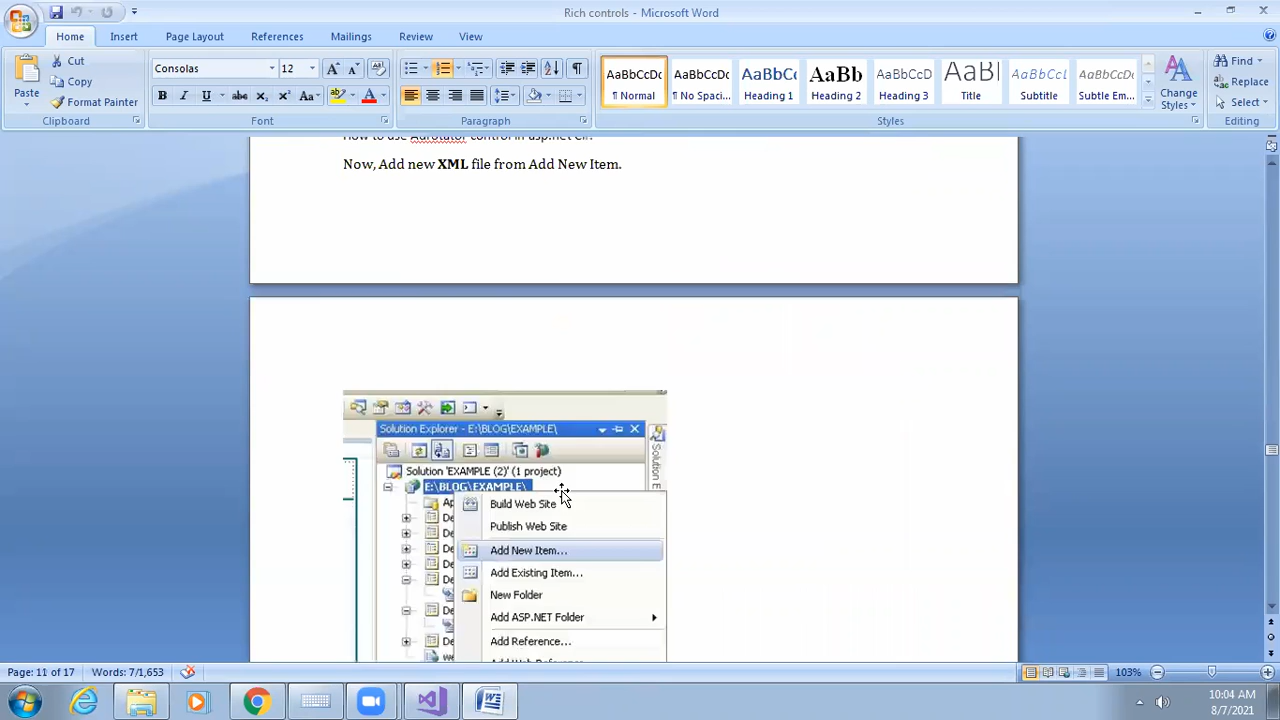 Rich controls - Microsoft Word
Home Insert Page Layout References Mailings Review View
Paste Cut Copy Format Painter
Consolas 12
AaBbCcDc AaBbCcDc AaBbCc AaBb AaBbCc AaBl AaBbCcL AaBbCcDc
¶ Normal ¶ No Spaci... Heading 1 Heading 2 Heading 3 Title Subtitle Subtle Em...
Change Styles
Find Replace Select
Clipboard Font Paragraph Styles Editing
Now, Add new XML file from Add New Item.
Solution Explorer - E:\BLOG\EXAMPLE\
Solution 'EXAMPLE (2)' (1 project)
E:\BLOG\EXAMPLE\
Build Web Site
Publish Web Site
Add New Item...
Add Existing Item...
New Folder
Add ASP.NET Folder
Add Reference...
Page: 11 of 17 Words: 7/1,653 103%
10:04 AM
8/7/2021